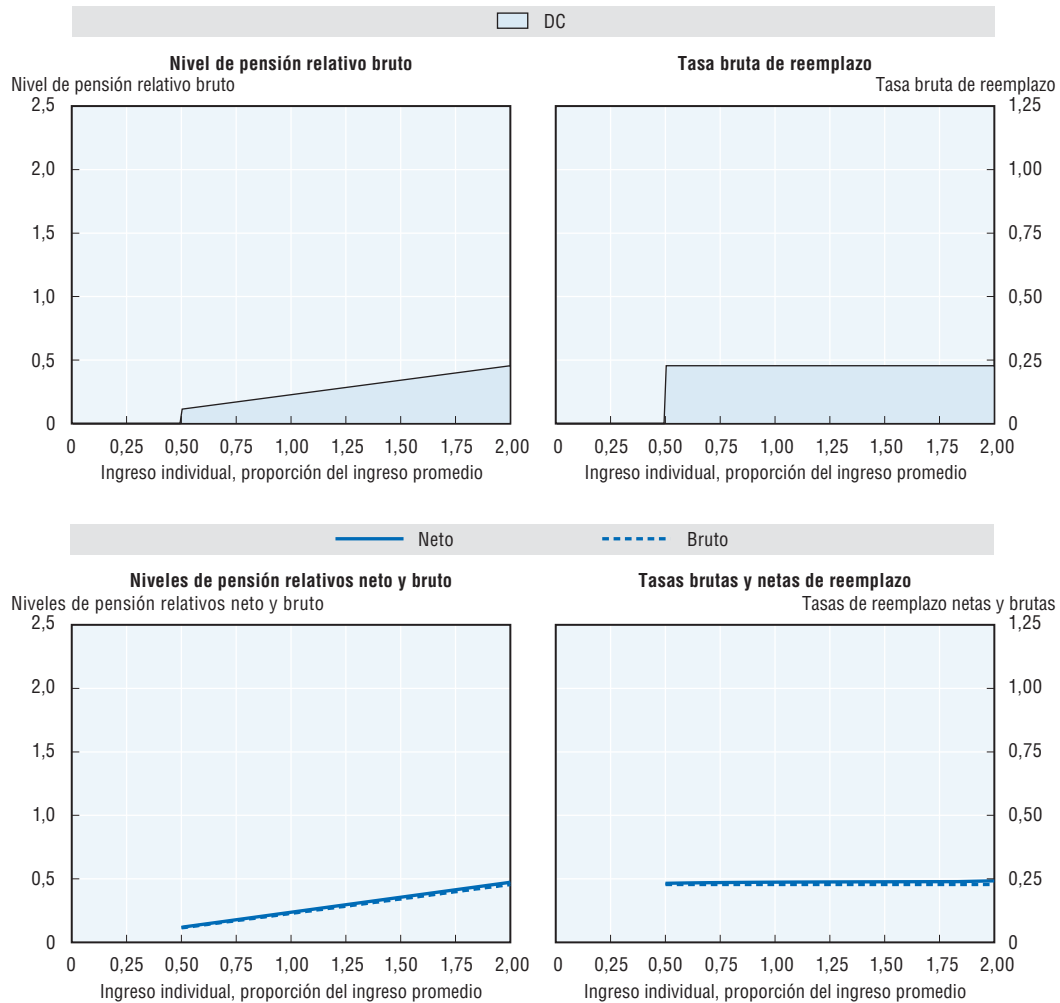 DC
Nivel de pensión relativo bruto
Nivel de pensión relativo bruto
2,5
2,0
1,5
1,0
0,5
0
0 0,25 0,50 0,75 1,00 1,25 1,50 1,75 2,00
Ingreso individual, proporción del ingreso promedio
Tasa bruta de reemplazo
Tasa bruta de reemplazo
1,25
1,00
0,75
0,50
0,25
0
0 0,25 0,50 0,75 1,00 1,25 1,50 1,75 2,00
Ingreso individual, proporción del ingreso promedio
Neto Bruto
Niveles de pensión relativos neto y bruto
Niveles de pensión relativos neto y bruto
2,5
2,0
1,5
1,0
0,5
0
0 0,25 0,50 0,75 1,00 1,25 1,50 1,75 2,00
Ingreso individual, proporción del ingreso promedio
Tasas brutas y netas de reemplazo
Tasas de reemplazo netas y brutas
1,25
1,00
0,75
0,50
0,25
0
0 0,25 0,50 0,75 1,00 1,25 1,50 1,75 2,00
Ingreso individual, proporción del ingreso promedio